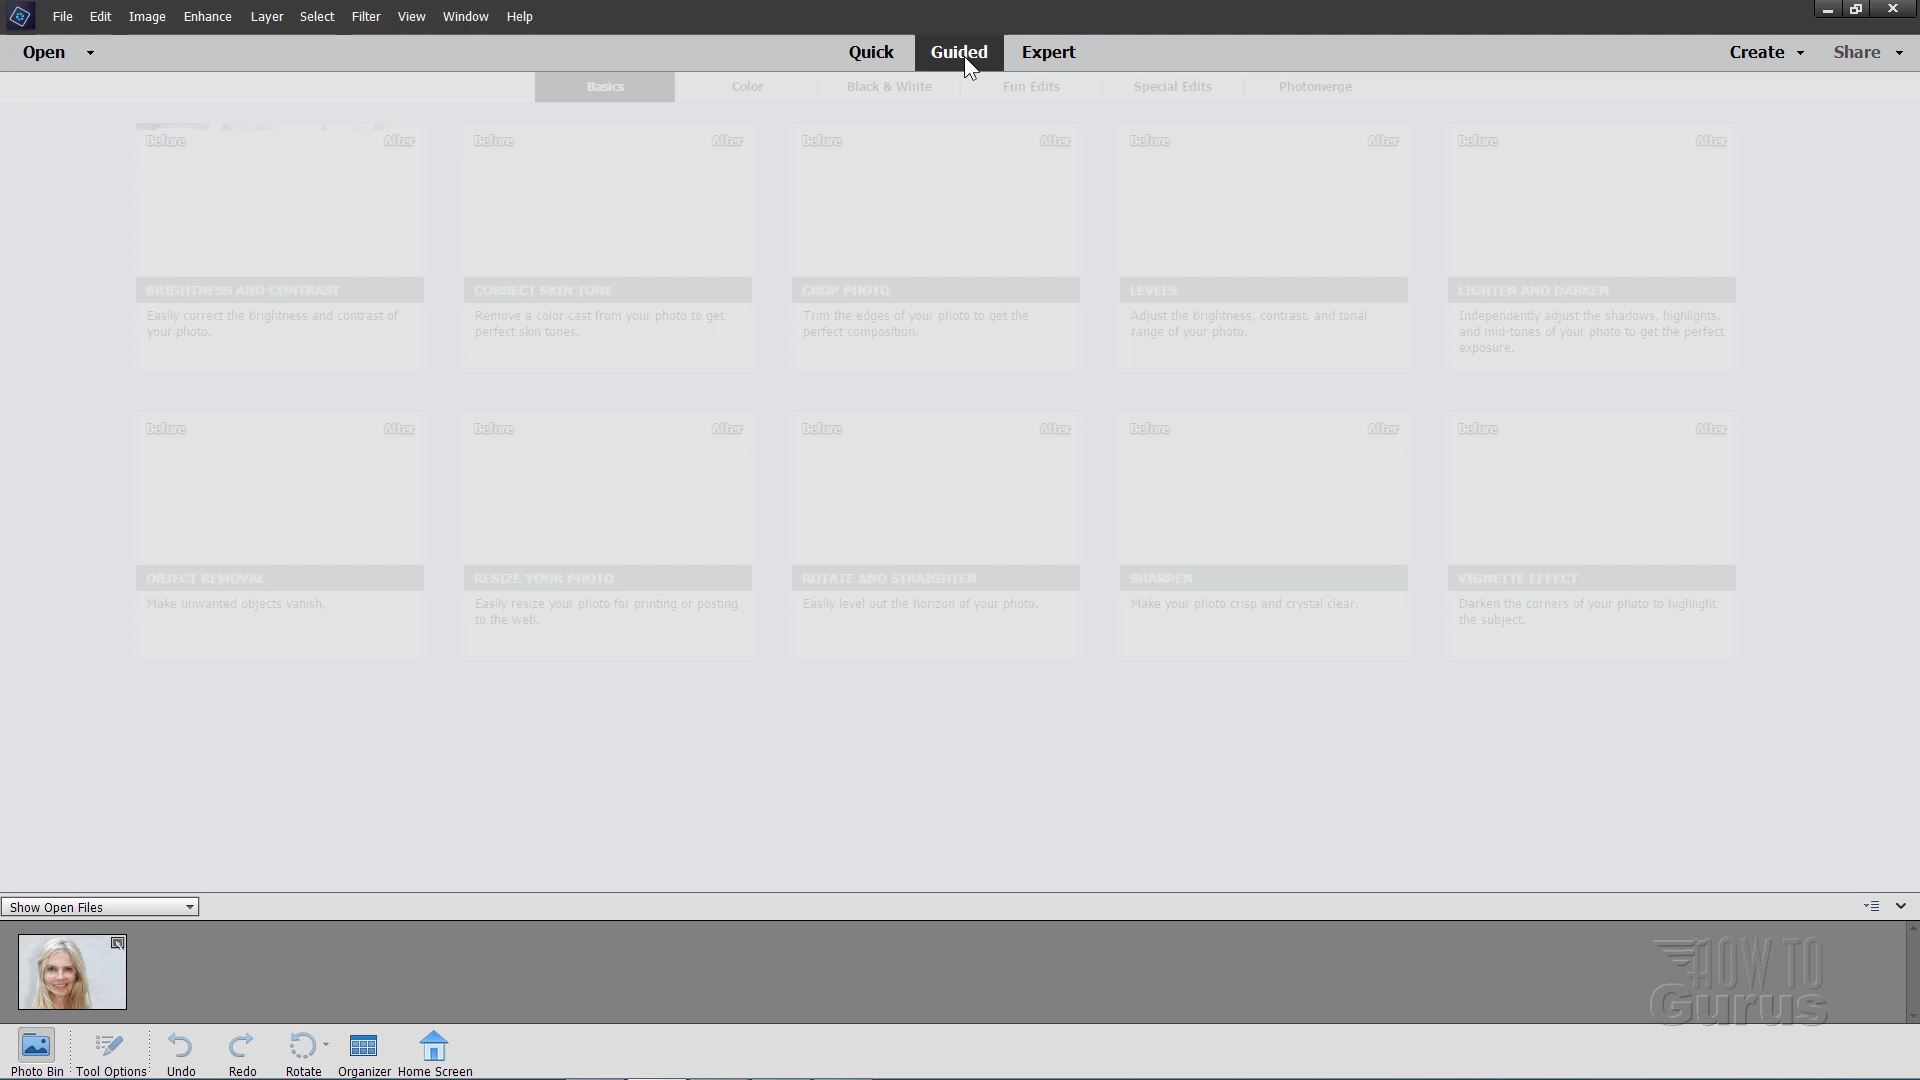 File Edit Image Enhance Layer Select Filter View Window Help
Open Quick Guided Expert Create Share
Basics Color Black & White Fun Edits Special Edits Photomerge
Before After Before After Before After Before After Before After
BRIGHTNESS AND CONTRAST
Easily correct the brightness and contrast of
your photo.
CORRECT SKIN TONE
Remove a color cast from your photo to get
perfect skin tones.
CROP PHOTO
Trim the edges of your photo to get the
perfect composition.
LEVELS
Adjust the brightness, contrast, and tonal
range of your photo.
LIGHTEN AND DARKEN
Independently adjust the shadows, highlights,
and mid-tones of your photo to get the perfect
exposure.
Before After Before After Before After Before After Before After
OBJECT REMOVAL
Make unwanted objects vanish.
RESIZE YOUR PHOTO
Easily resize your photo for printing or posting
to the web.
ROTATE AND STRAIGHTEN
Easily level out the horizon of your photo.
SHARPEN
Make your photo crisp and crystal clear.
VIGNETTE EFFECT
Darken the corners of your photo to highlight
the subject.
Show Open Files
HOW TO
Gurus
Photo Bin Tool Options Undo Redo Rotate Organizer Home Screen